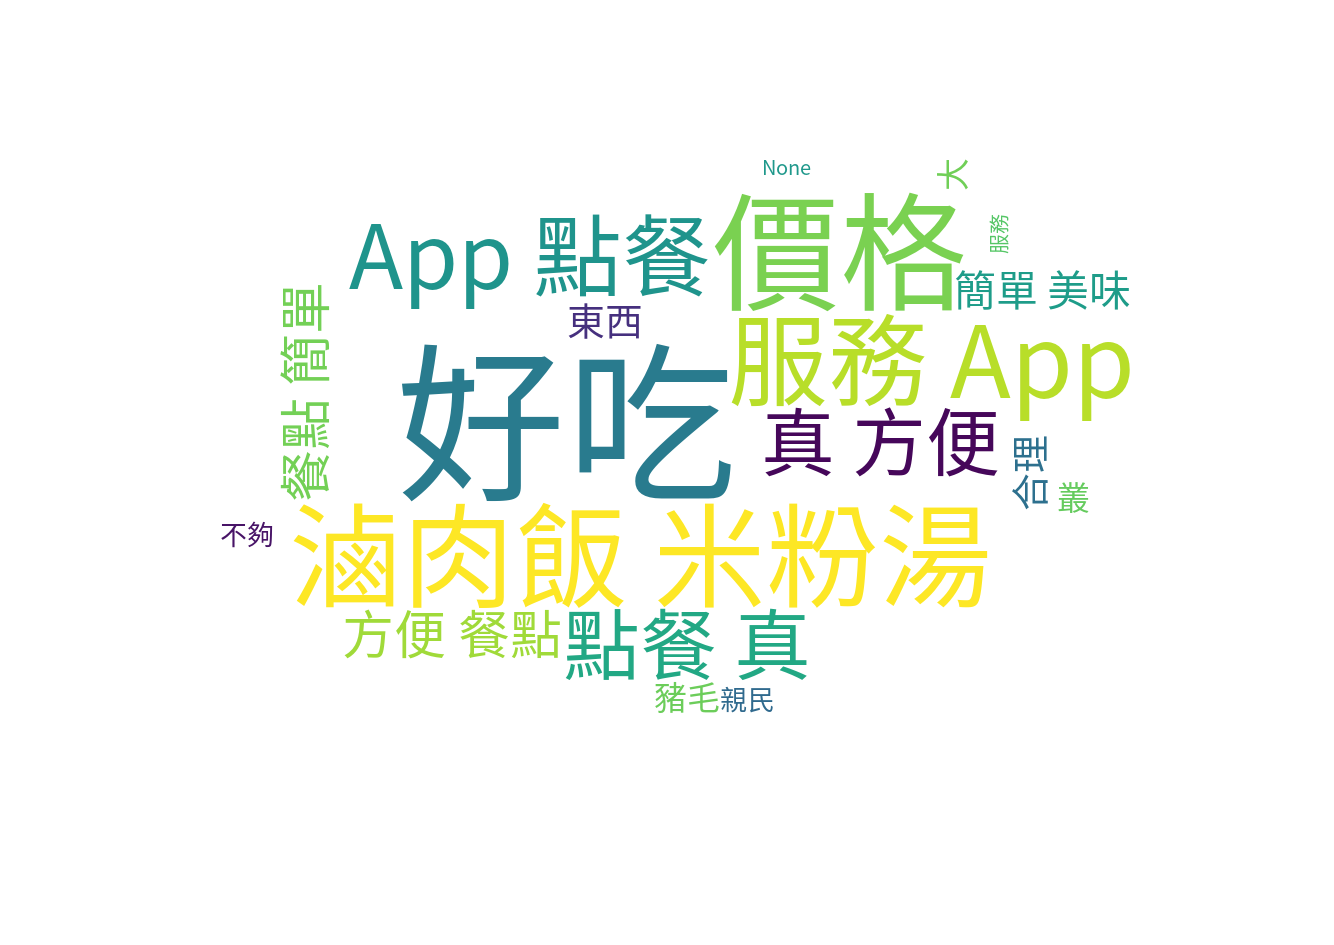 None
大
App 點餐
價格
服務
簡單 美味
餐點 簡單
東西
服務 App
好吃
真 方便
合理
叢
滷肉飯 米粉湯
不夠
方便 餐點
點餐 真
豬毛
親民